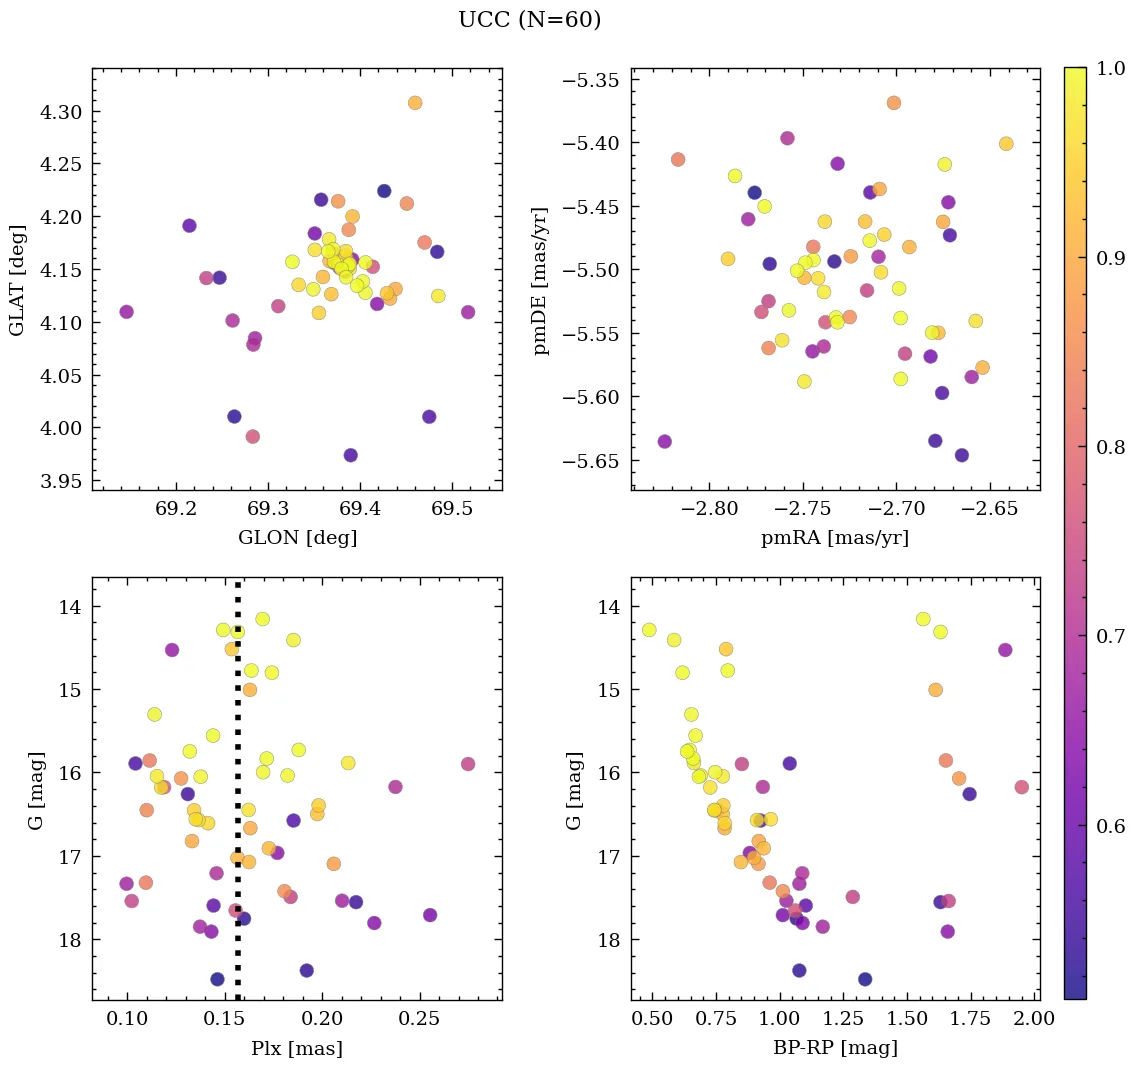 UCC (N=60)
4.30
4.25
4.20
4.15
4.10
4.05
4.00
3.95
GLAT [deg]
69.2 69.3 69.4 69.5
GLON [deg]
−5.35
−5.40
−5.45
−5.50
−5.55
−5.60
−5.65
pmDE [mas/yr]
−2.80 −2.75 −2.70 −2.65
pmRA [mas/yr]
14
15
16
17
18
G [mag]
0.10 0.15 0.20 0.25
Plx [mas]
14
15
16
17
18
G [mag]
0.50 0.75 1.00 1.25 1.50 1.75 2.00
BP-RP [mag]
1.0
0.9
0.8
0.7
0.6